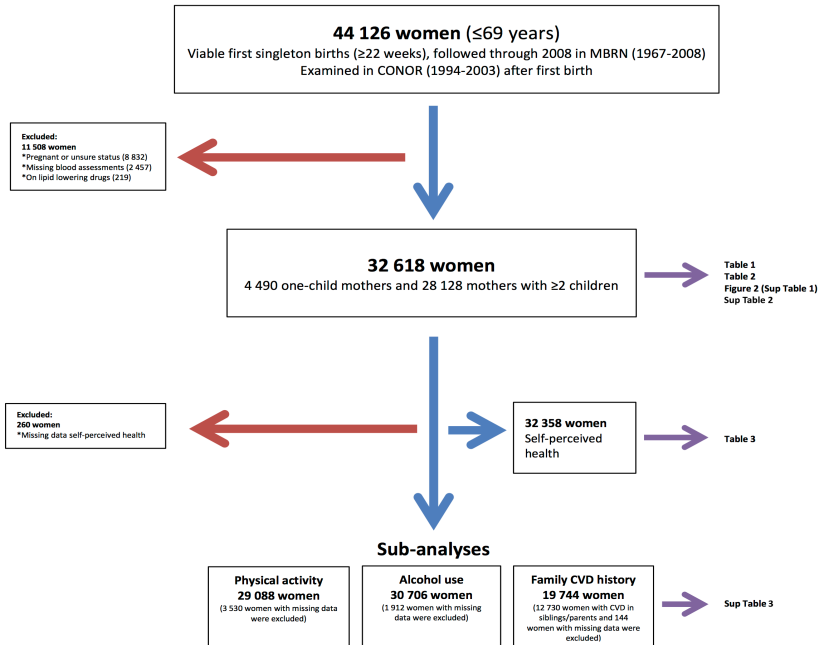 44 126 women (≤69 years)
Viable first singleton births (≥22 weeks), followed through 2008 in MBRN (1967-2008)
Examined in CONOR (1994-2003) after first birth
Excluded:
11 508 women
*Pregnant or unsure status (8 832)
*Missing blood assessments (2 457)
*On lipid lowering drugs (219)
32 618 women
4 490 one-child mothers and 28 128 mothers with ≥2 children
Table 1
Table 2
Figure 2 (Sup Table 1)
Sup Table 2
Excluded:
260 women
*Missing data self-perceived health
32 358 women
Self-perceived
health
Table 3
Sub-analyses
Physical activity
29 088 women
(3 530 women with missing data
were excluded)
Alcohol use
30 706 women
(1 912 women with missing
data were excluded)
Family CVD history
19 744 women
(12 730 women with CVD in
siblings/parents and 144
women with missing data were
excluded)
Sup Table 3